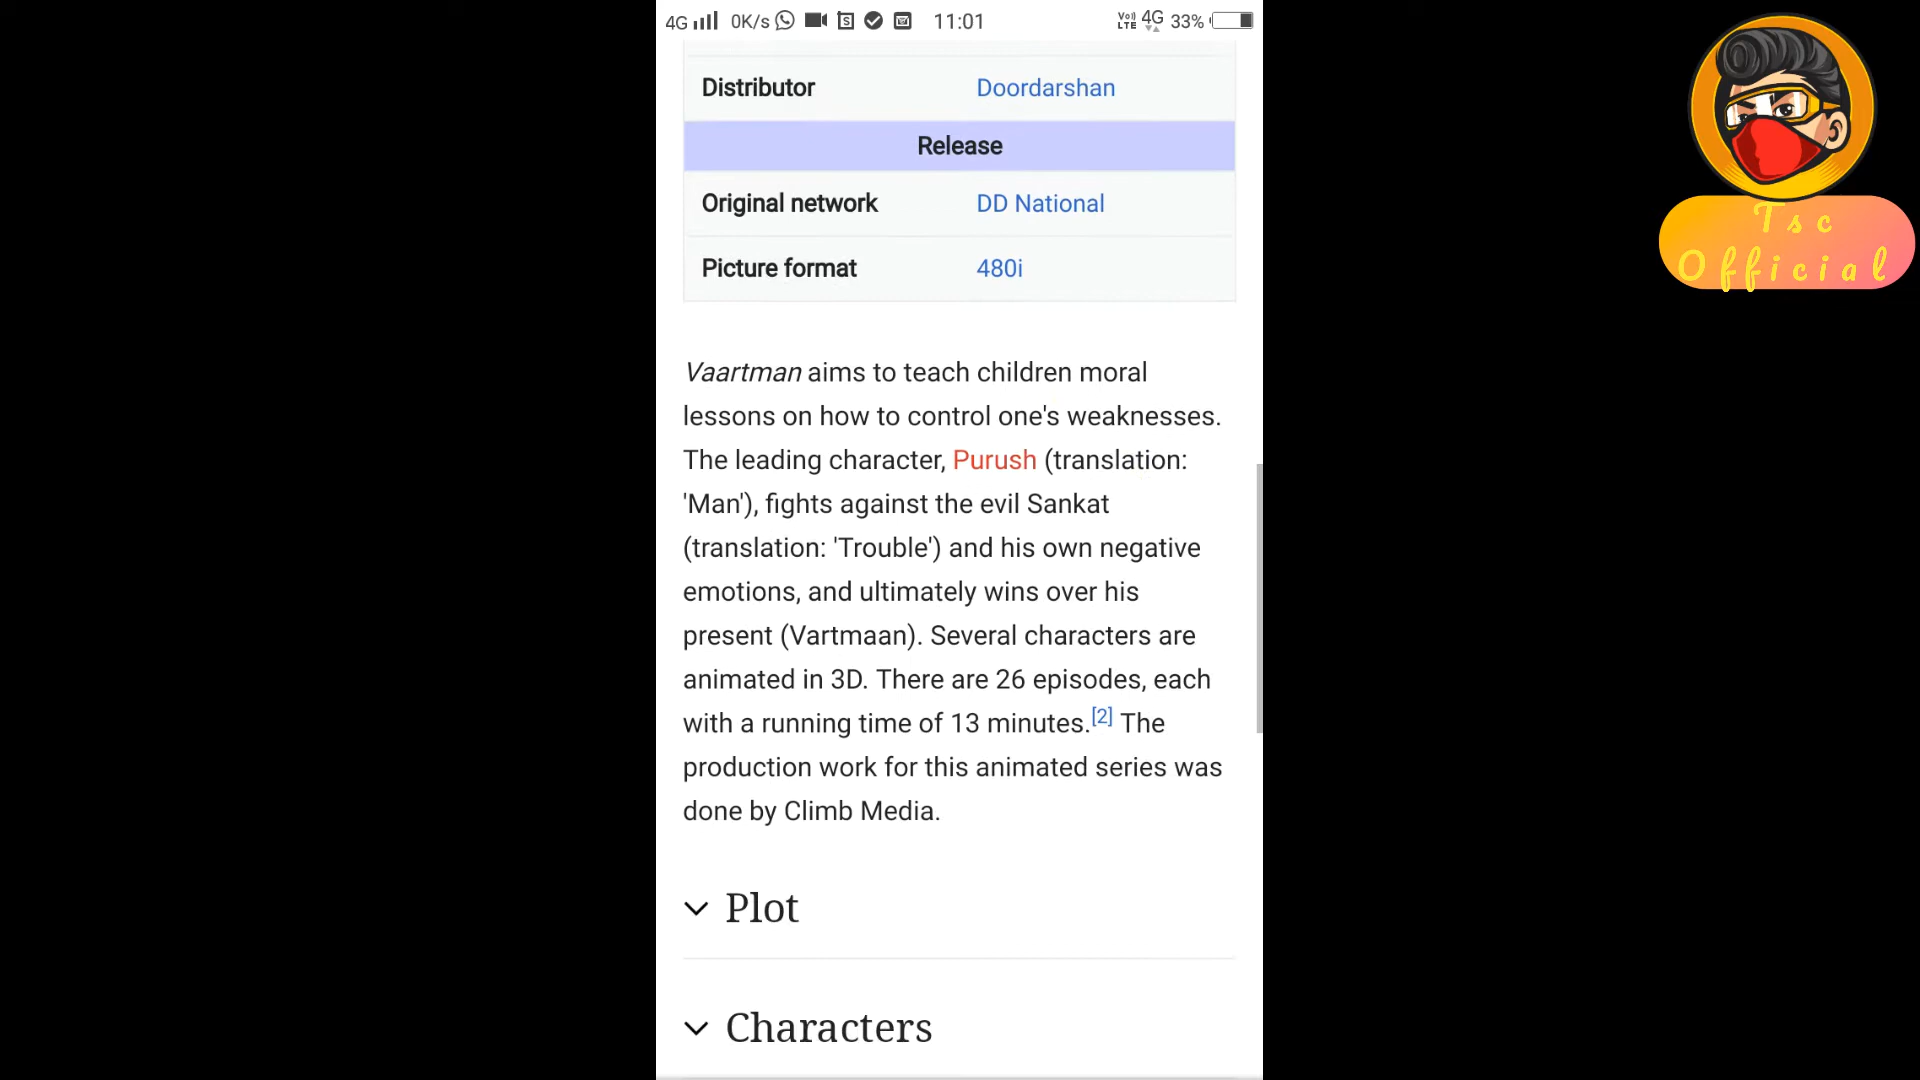 4G 0K/s 11:01 VoLTE 4G 33%
Distributor Doordarshan
Release
Original network DD National
Picture format 480i
Vaartman aims to teach children moral
lessons on how to control one's weaknesses.
The leading character, Purush (translation:
'Man'), fights against the evil Sankat
(translation: 'Trouble') and his own negative
emotions, and ultimately wins over his
present (Vartmaan). Several characters are
animated in 3D. There are 26 episodes, each
with a running time of 13 minutes.[2] The
production work for this animated series was
done by Climb Media.
Plot
Characters
Tsc
Official